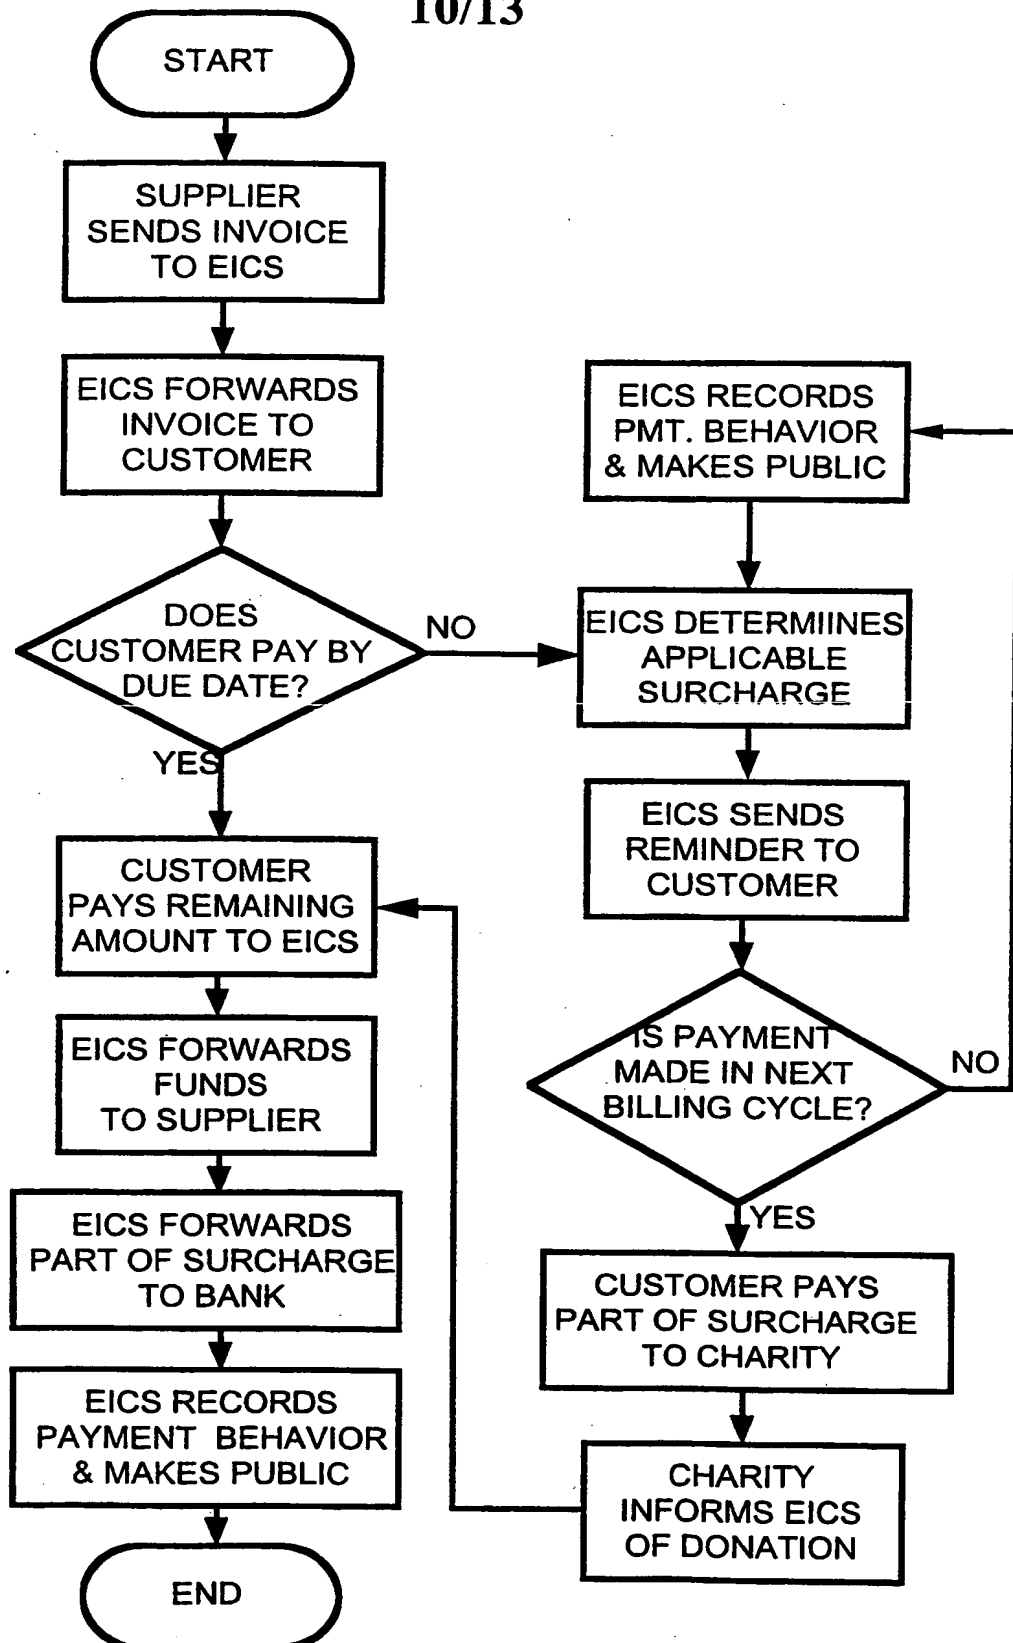 10/13
START
SUPPLIER
SENDS INVOICE
TO EICS
EICS FORWARDS
INVOICE TO
CUSTOMER
DOES
CUSTOMER PAY BY
DUE DATE?
NO
YES
CUSTOMER
PAYS REMAINING
AMOUNT TO EICS
EICS FORWARDS
FUNDS
TO SUPPLIER
EICS FORWARDS
PART OF SURCHARGE
TO BANK
EICS RECORDS
PAYMENT BEHAVIOR
& MAKES PUBLIC
END
EICS RECORDS
PMT. BEHAVIOR
& MAKES PUBLIC
EICS DETERMIINES
APPLICABLE
SURCHARGE
EICS SENDS
REMINDER TO
CUSTOMER
IS PAYMENT
MADE IN NEXT
BILLING CYCLE?
NO
YES
CUSTOMER PAYS
PART OF SURCHARGE
TO CHARITY
CHARITY
INFORMS EICS
OF DONATION